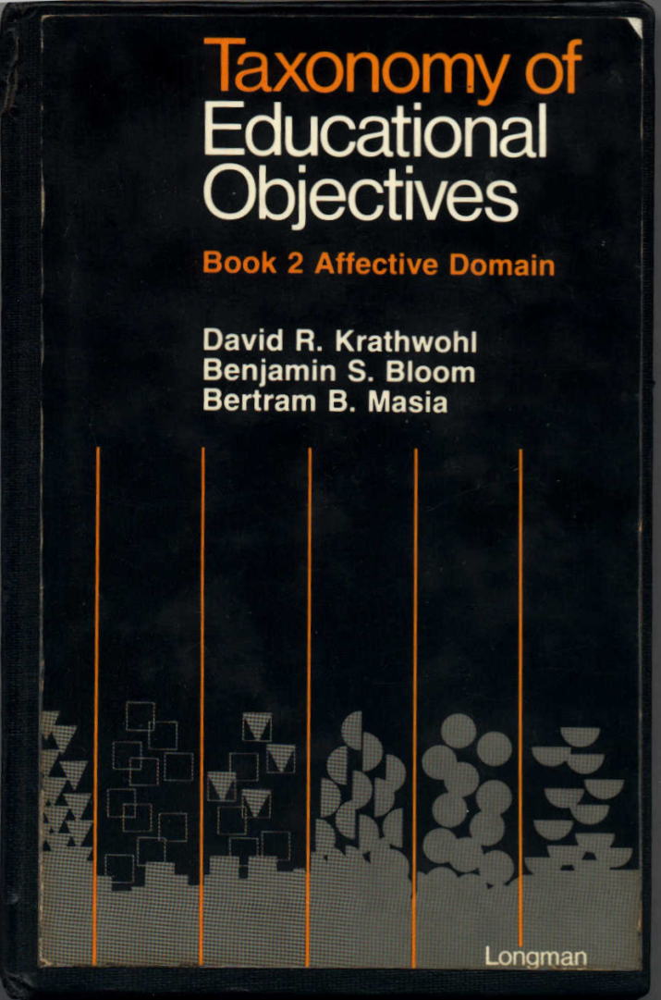 Taxonomy of
Educational
Objectives
Book 2 Affective Domain
David R. Krathwohl
Benjamin S. Bloom
Bertram B. Masia
Longman